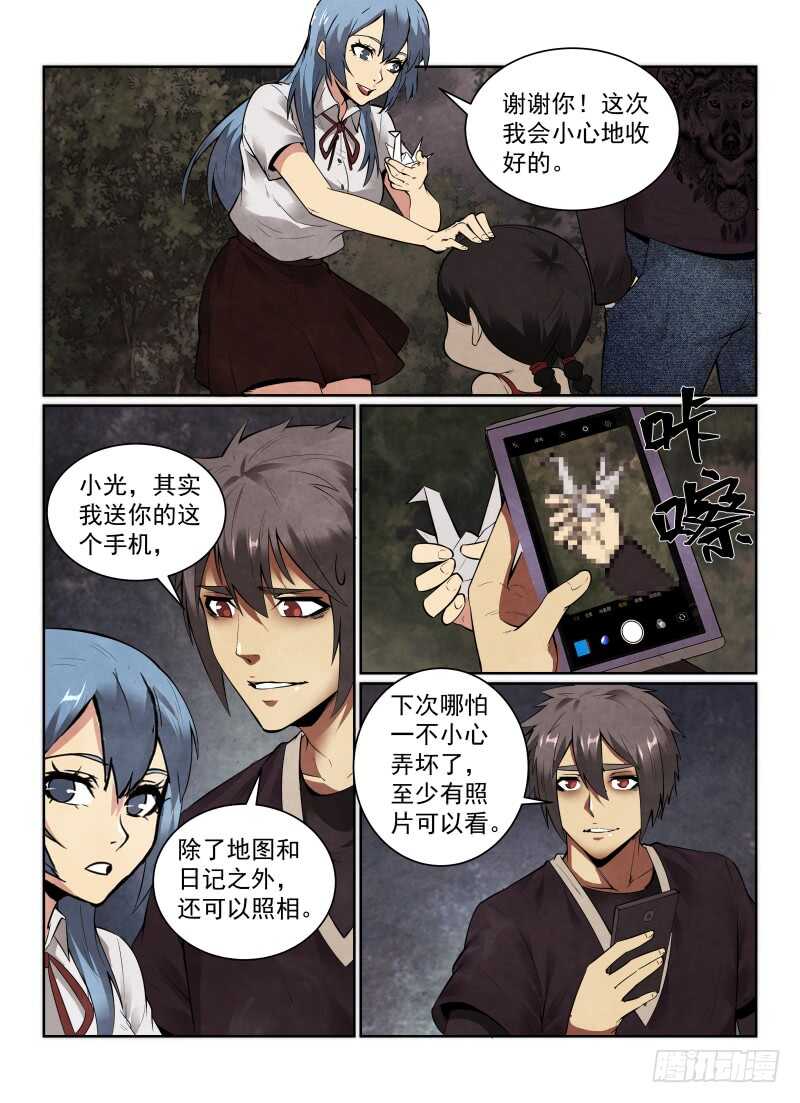 谢谢你！这次
我会小心地收
好的。
小光，其实
我送你的这
个手机，
除了地图和
日记之外，
还可以照相。
咔
嚓
下次哪怕
一不小心
弄坏了，
至少有照
片可以看。
腾讯动漫